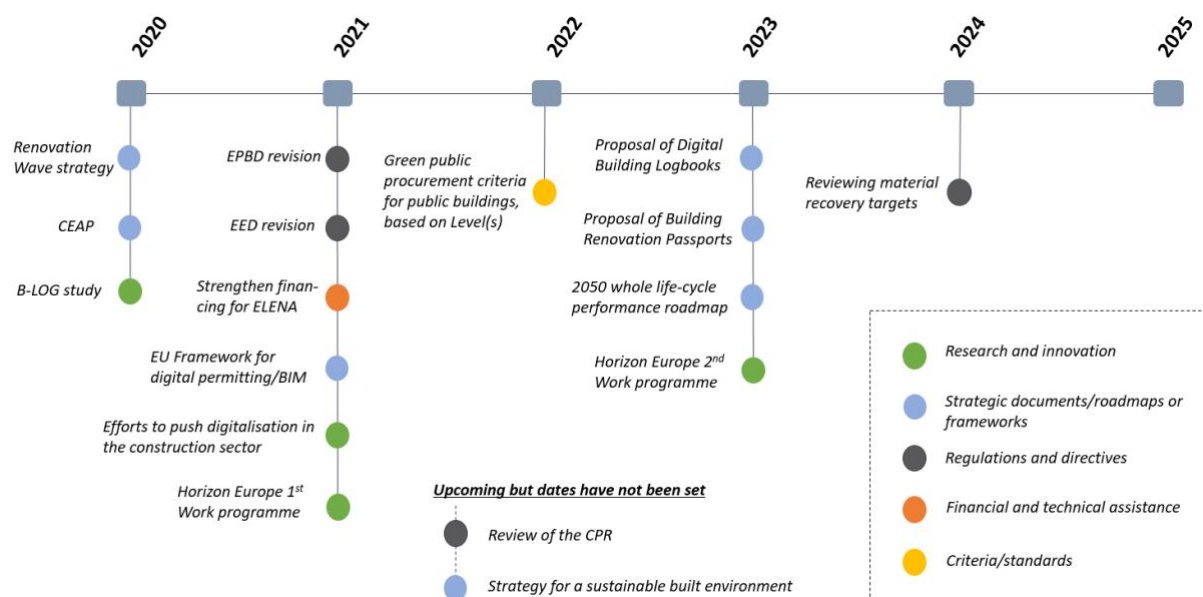 2020
2021
2022
2023
2024
2025
Renovation
Wave strategy
CEAP
B-LOG study
EPBD revision
EED revision
Strengthen finan-
cing for ELENA
EU Framework for
digital permitting/BIM
Efforts to push digitalisation in
the construction sector
Horizon Europe 1st
Work programme
Green public
procurement criteria
for public buildings,
based on Level(s)
Proposal of Digital
Building Logbooks
Proposal of Building
Renovation Passports
2050 whole life-cycle
performance roadmap
Horizon Europe 2nd
Work programme
Reviewing material
recovery targets
Upcoming but dates have not been set
Review of the CPR
Strategy for a sustainable built environment
Research and innovation
Strategic documents/roadmaps or
frameworks
Regulations and directives
Financial and technical assistance
Criteria/standards